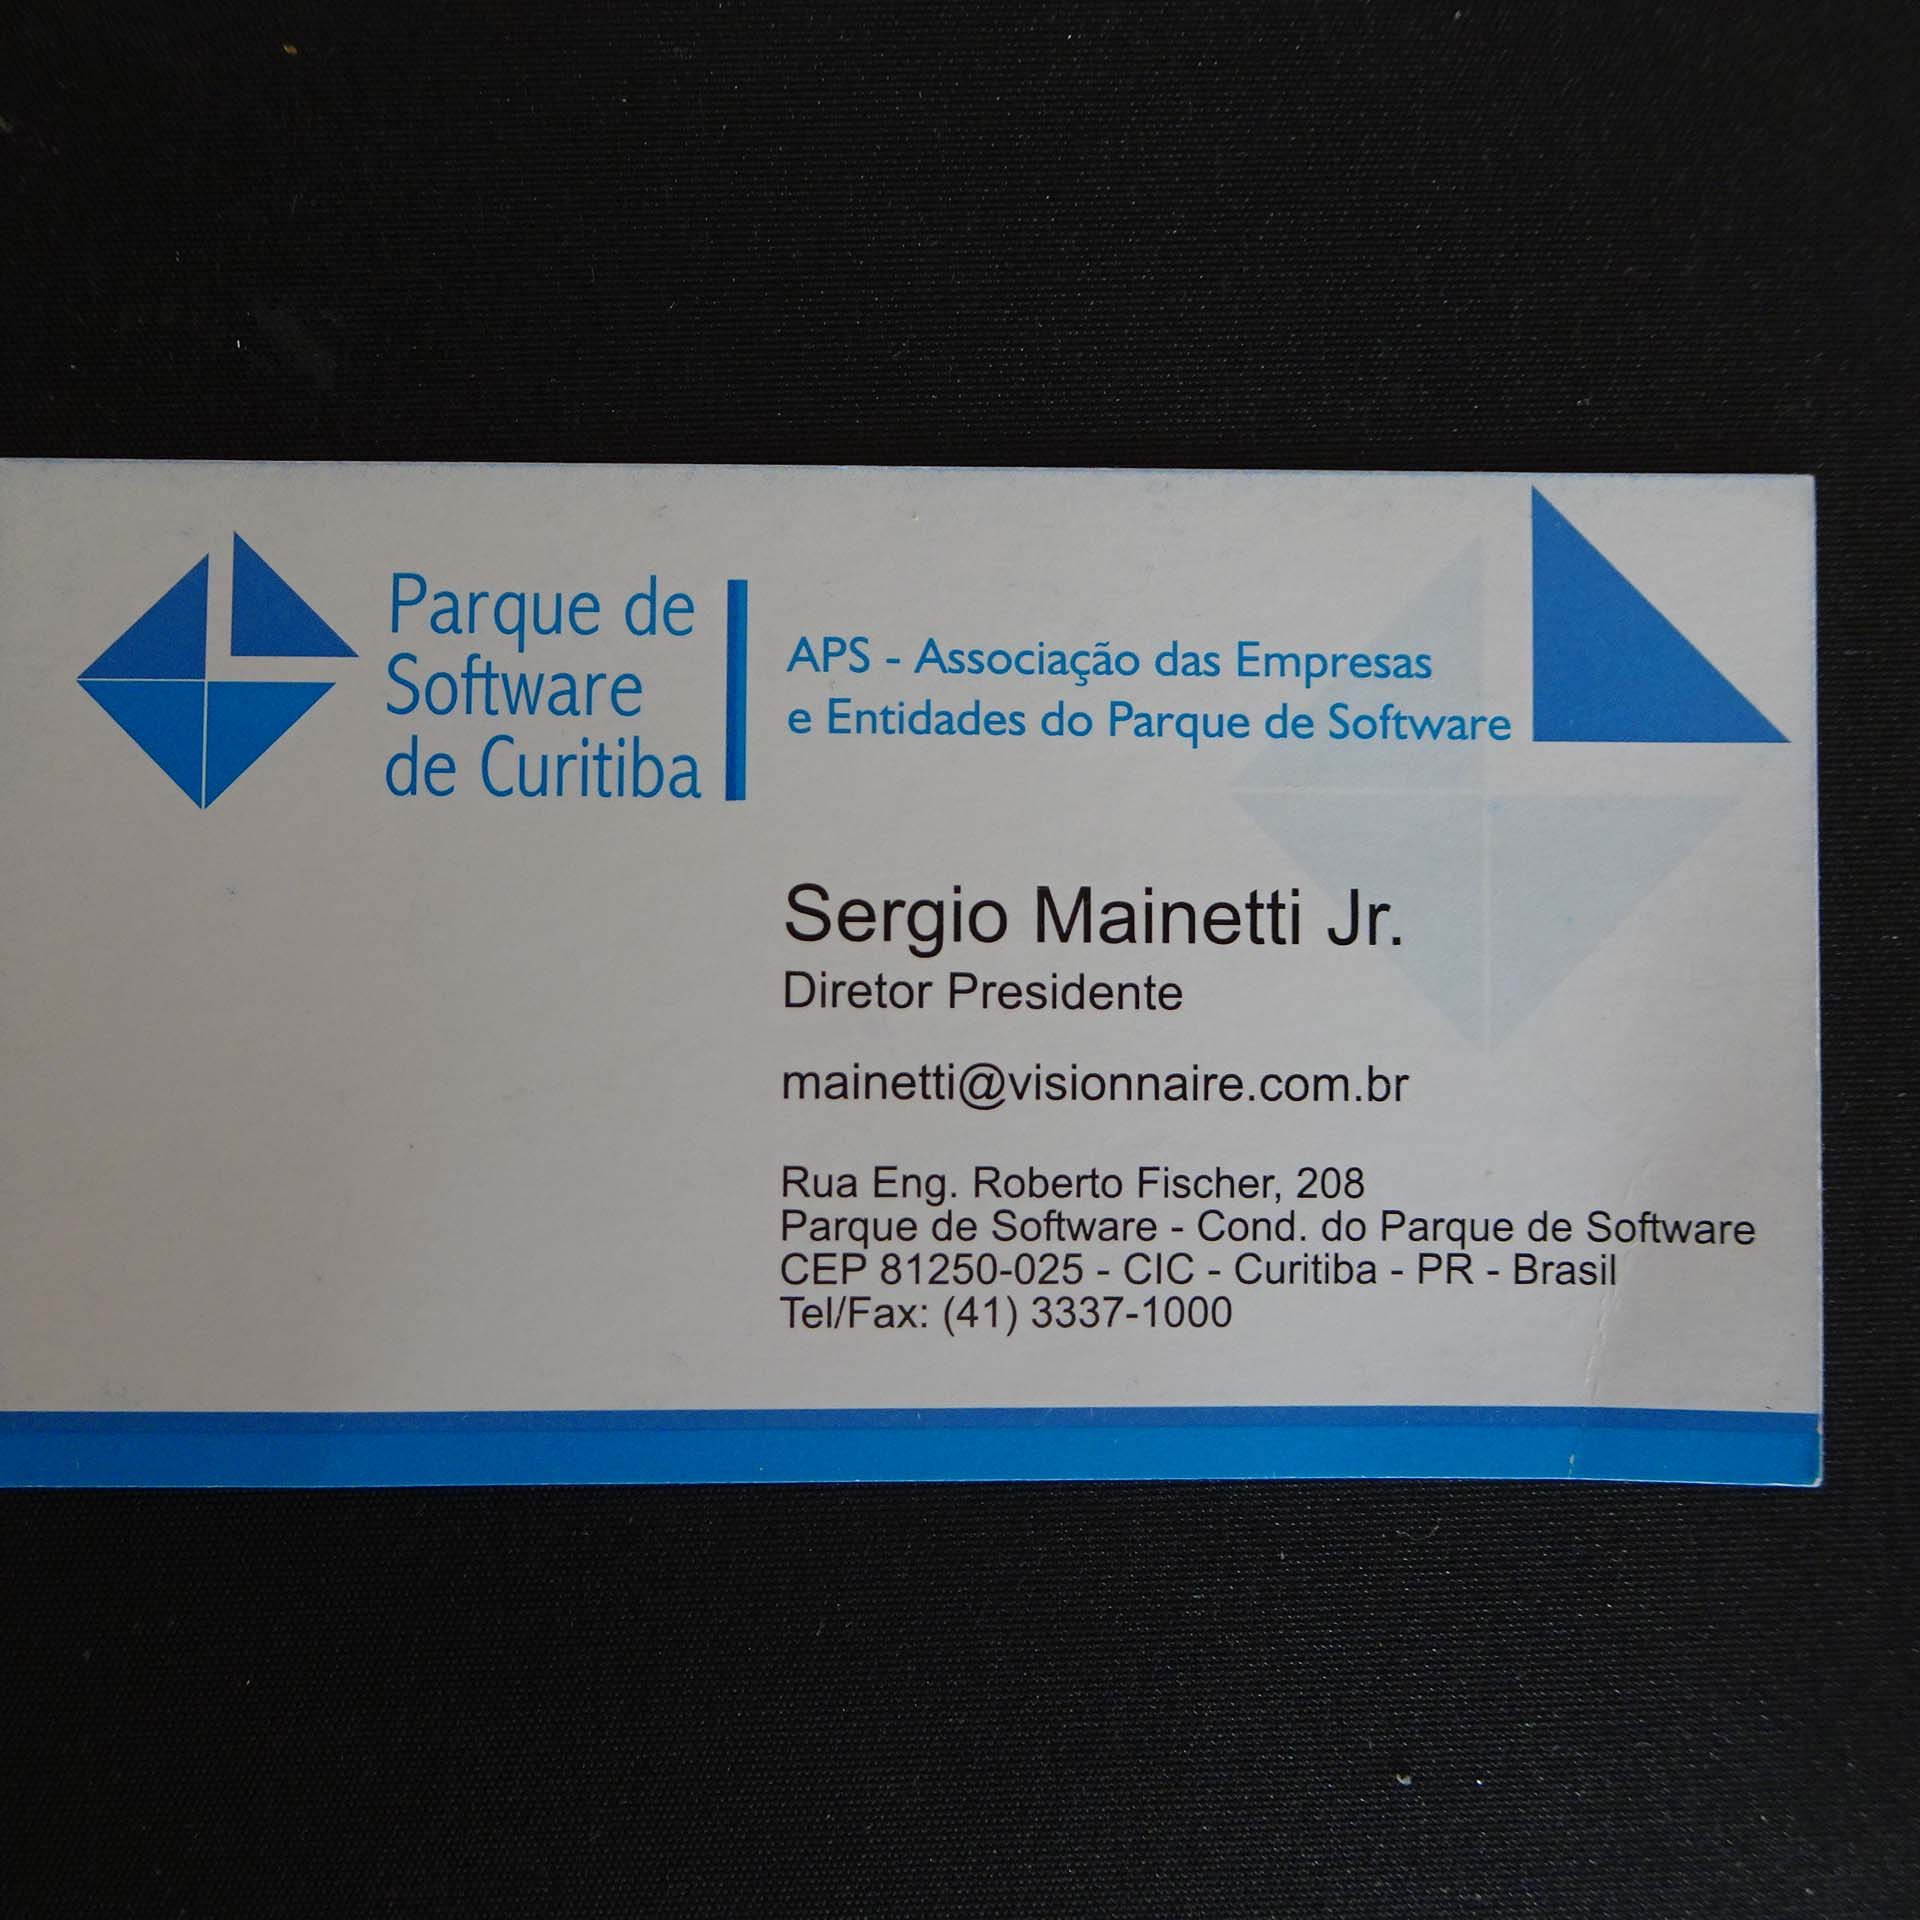 Parque de
Software
de Curitiba
APS - Associação das Empresas
e Entidades do Parque de Software
Sergio Mainetti Jr.
Diretor Presidente
mainetti@visionnaire.com.br
Rua Eng. Roberto Fischer, 208
Parque de Software - Cond. do Parque de Software
CEP 81250-025 - CIC - Curitiba - PR - Brasil
Tel/Fax: (41) 3337-1000